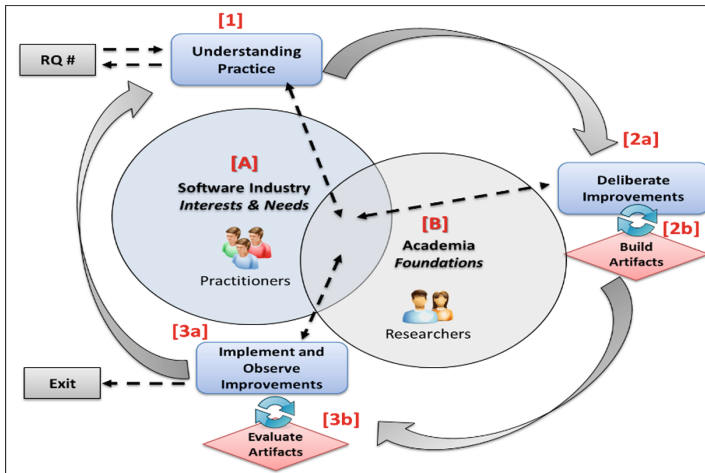 [1]
RQ #
Understanding
Practice
[2a]
[A]
Software Industry
Interests & Needs
Practitioners
[B]
Academia
Foundations
Researchers
Deliberate
Improvements
[2b]
Build
Artifacts
[3a]
Implement and
Observe
Improvements
Exit
[3b]
Evaluate
Artifacts